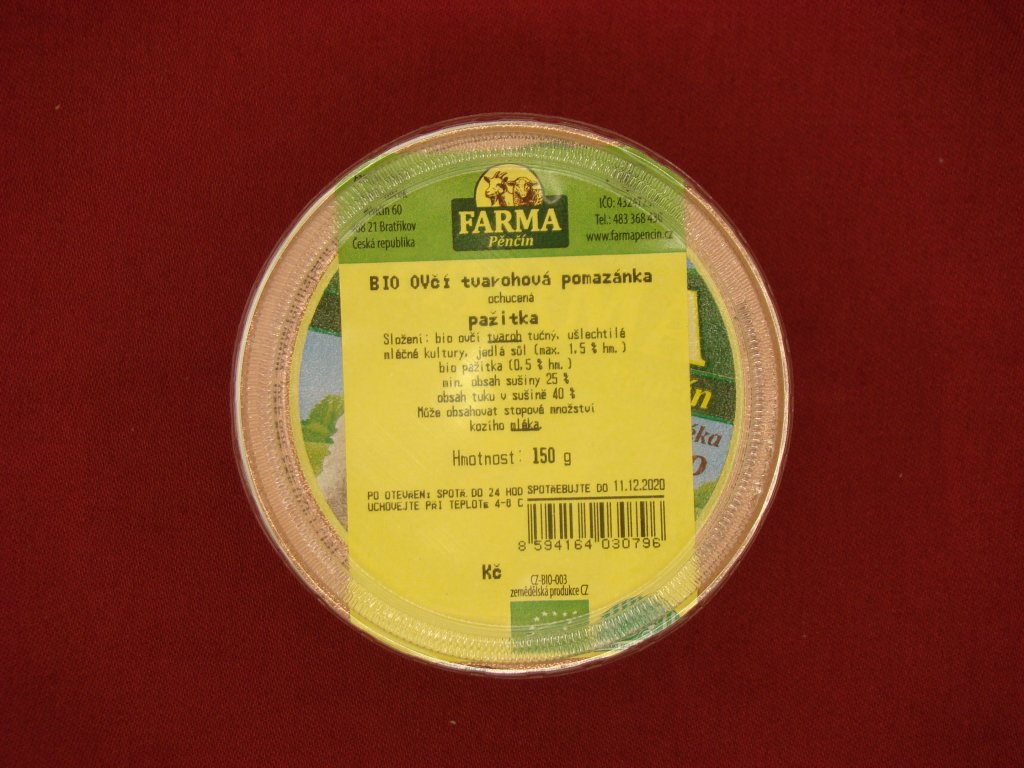 Pěnčín 60
468 21 Bratříkov
Česká republika
FARMA
Pěnčín
IČO: 43247
Tel.: 483 368 430
www.farmapencin.cz
BIO OVčí tvarohová pomazánka
ochucená
pažitka
Složení: bio ovčí tvaroh tučný, ušlechtilé
mléčné kultury, jedlá sůl (max. 1,5 % hm.)
bio pažitka (0,5 % hm.)
min. obsah sušiny 25 %
obsah tuku v sušině 40 %
Může obsahovat stopové množství
kozího mléka.
Hmotnost: 150 g
PO OTEVŘENí SPOTŘ.DO 24 HOD SPOTŘEBUJTE DO 11.12.2020
UCHOVEJTE PŘI TEPLOTě 4-8 C
8 594164 030796
Kč
CZ-BIO-003
zemědělská produkce CZ